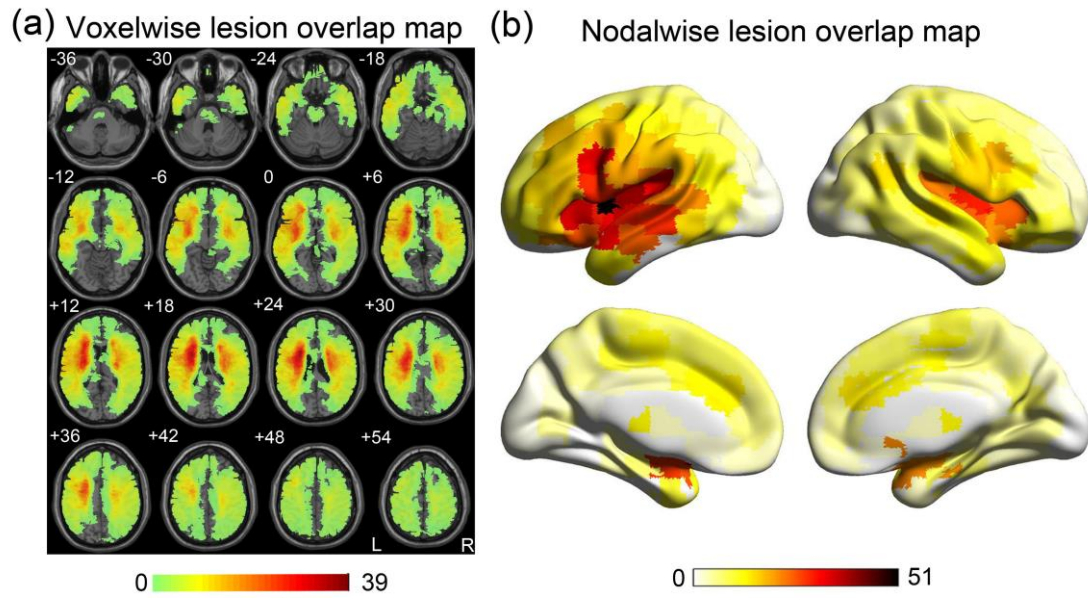 (a) Voxelwise lesion overlap map
-36 -30 -24 -18
-12 -6 0 +6
+12 +18 +24 +30
+36 +42 +48 +54
L R
0 39
(b) Nodalwise lesion overlap map
0 51